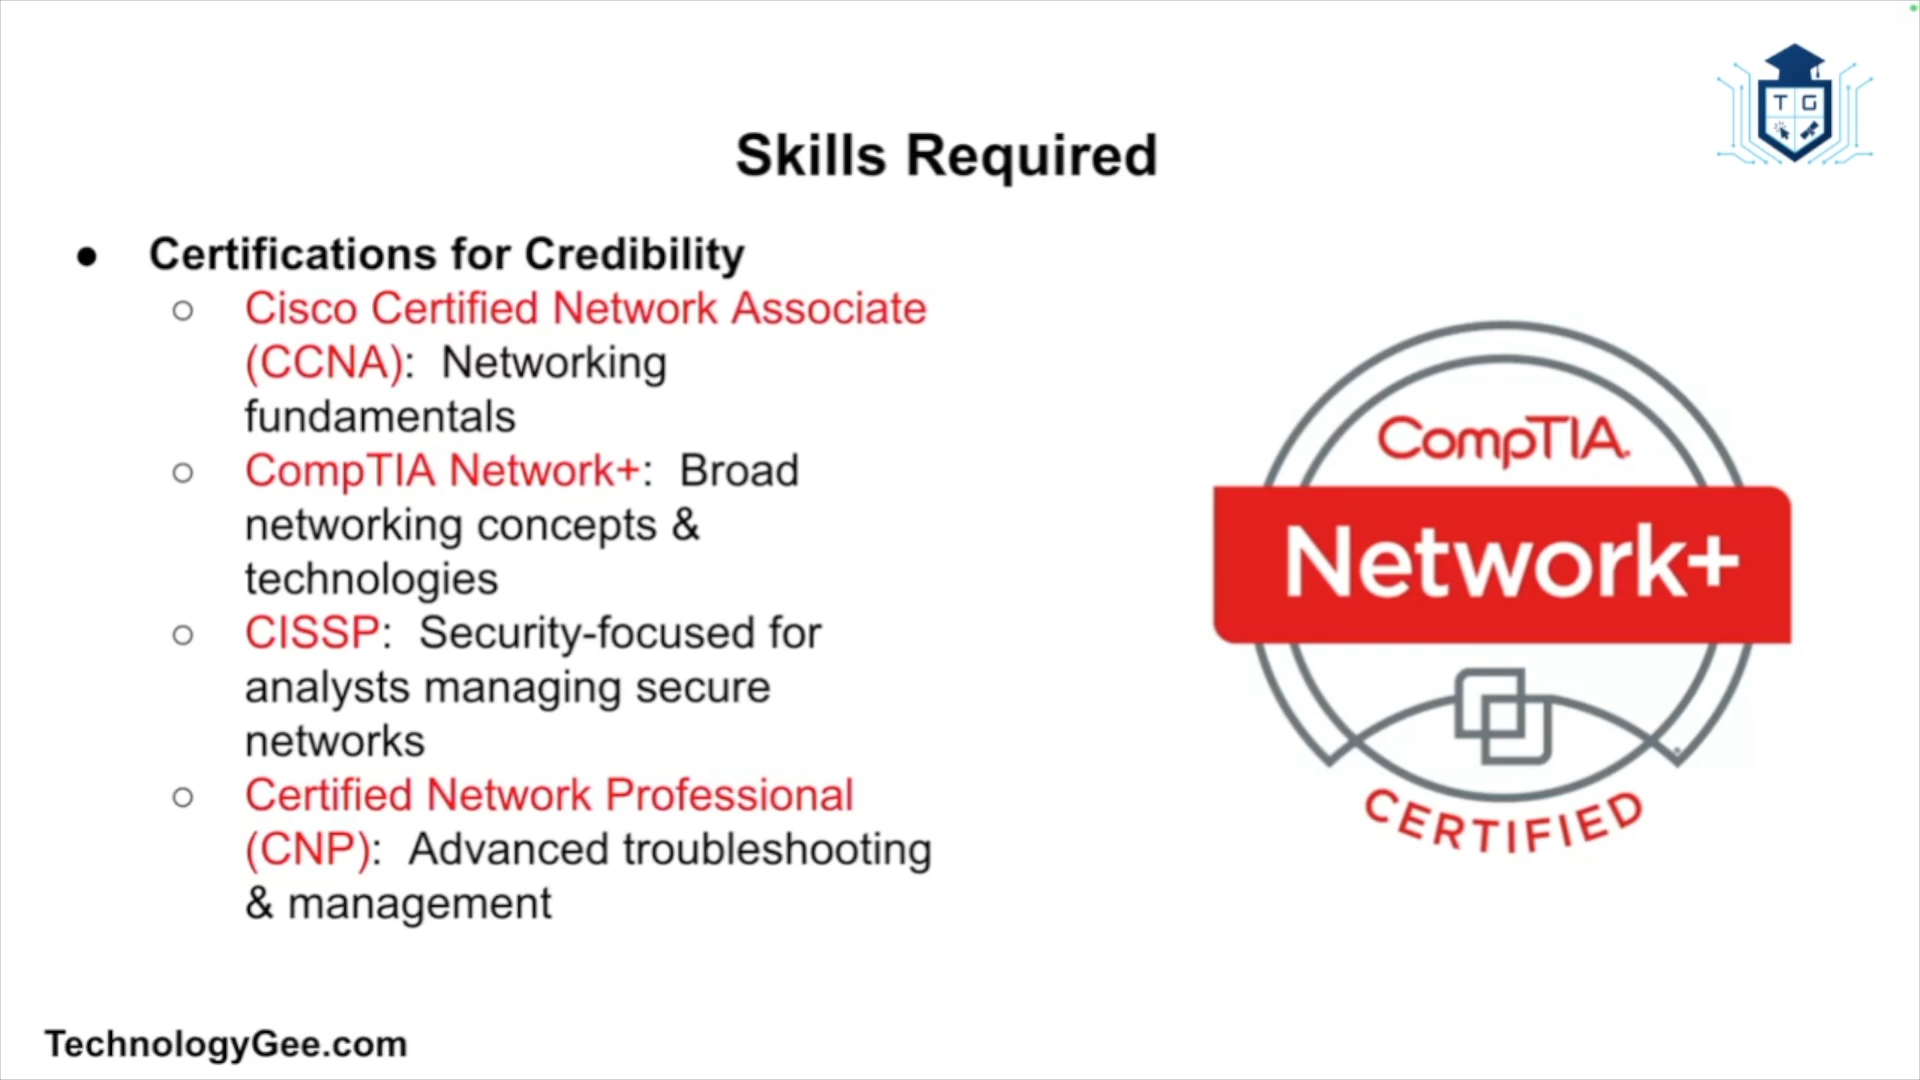 T G
Skills Required
● Certifications for Credibility
○ Cisco Certified Network Associate
(CCNA): Networking
fundamentals
○ CompTIA Network+: Broad
networking concepts &
technologies
○ CISSP: Security-focused for
analysts managing secure
networks
○ Certified Network Professional
(CNP): Advanced troubleshooting
& management
CompTIA.
Network+
CERTIFIED
TechnologyGee.com